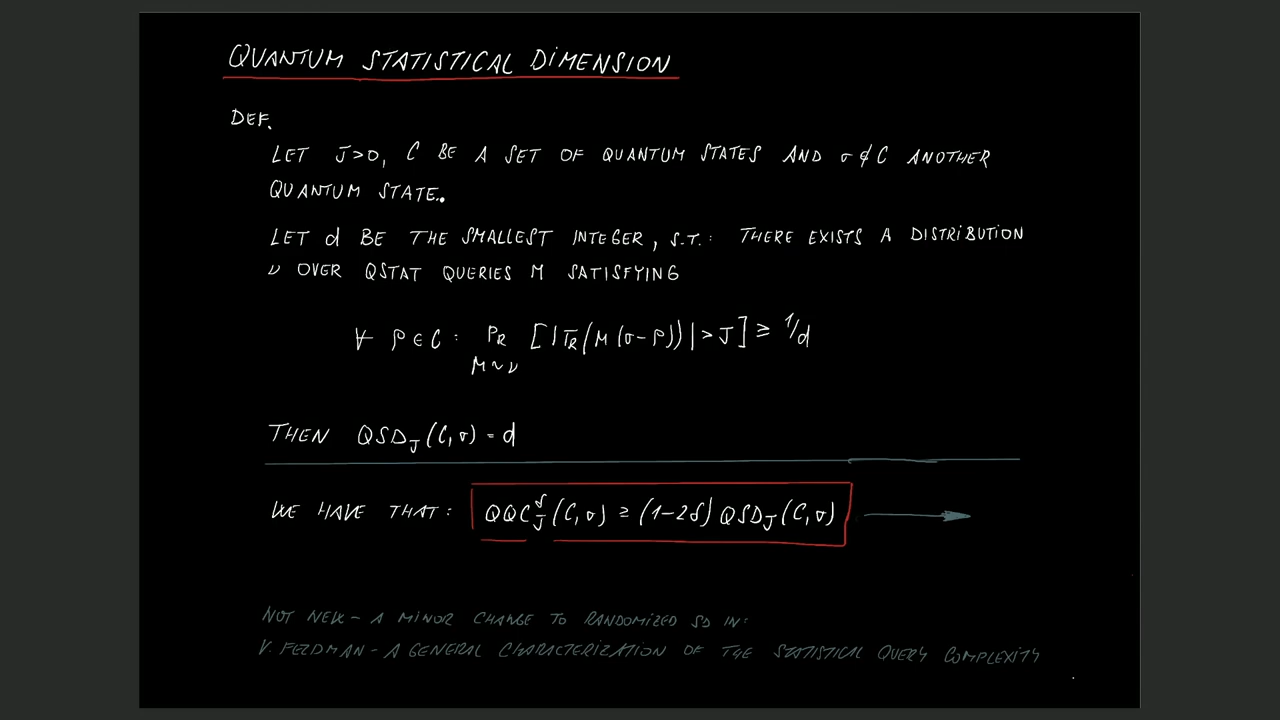 QUANTUM STATISTICAL DIMENSION
DEF.
LET τ>0, C BE A SET OF QUANTUM STATES AND σ∉C ANOTHER
QUANTUM STATE.
LET d BE THE SMALLEST INTEGER, S.T.: THERE EXISTS A DISTRIBUTION
ν OVER QSTAT QUERIES M SATISFYING
∀ ρ∈C: Pr [|Tr(M(σ-ρ))|>τ] ≥ 1/d
M~ν
THEN QSD_τ(C,σ) = d
WE HAVE THAT: QQC^δ_τ(C,σ) ≥ (1-2δ) QSD_τ(C,σ)
NOT NEW - A MINOR CHANGE TO RANDOMIZED SD IN:
V. FELDMAN - A GENERAL CHARACTERIZATION OF THE STATISTICAL QUERY COMPLEXITY